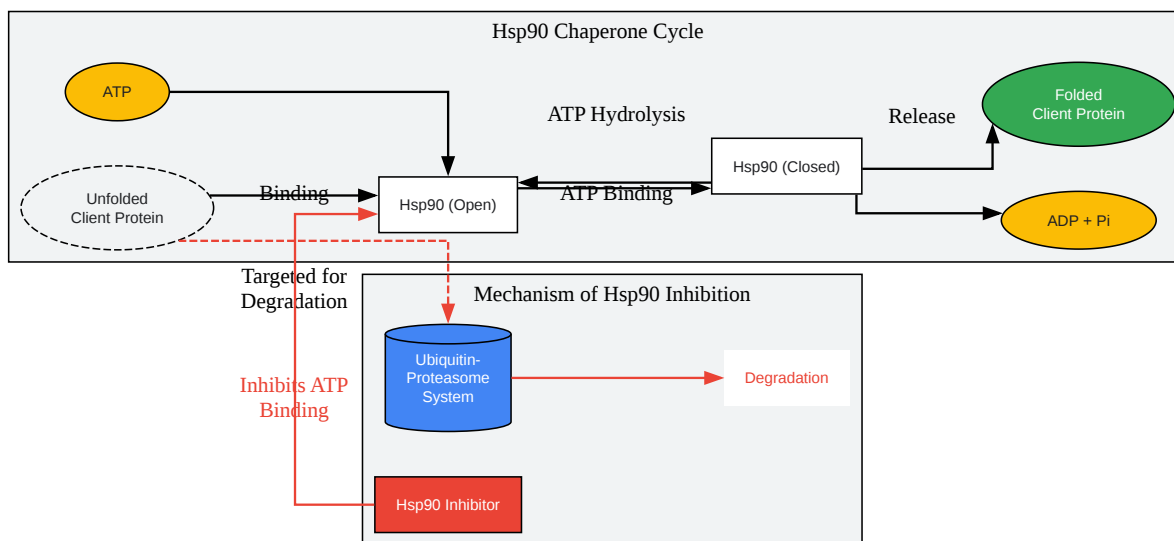 Hsp90 Chaperone Cycle
ATP
ATP Hydrolysis
Release
Folded
Client Protein
Unfolded
Client Protein
Binding
Hsp90 (Open)
ATP Binding
Hsp90 (Closed)
ADP + Pi
Targeted for
Degradation
Mechanism of Hsp90 Inhibition
Ubiquitin-
Proteasome
System
Degradation
Inhibits ATP
Binding
Hsp90 Inhibitor